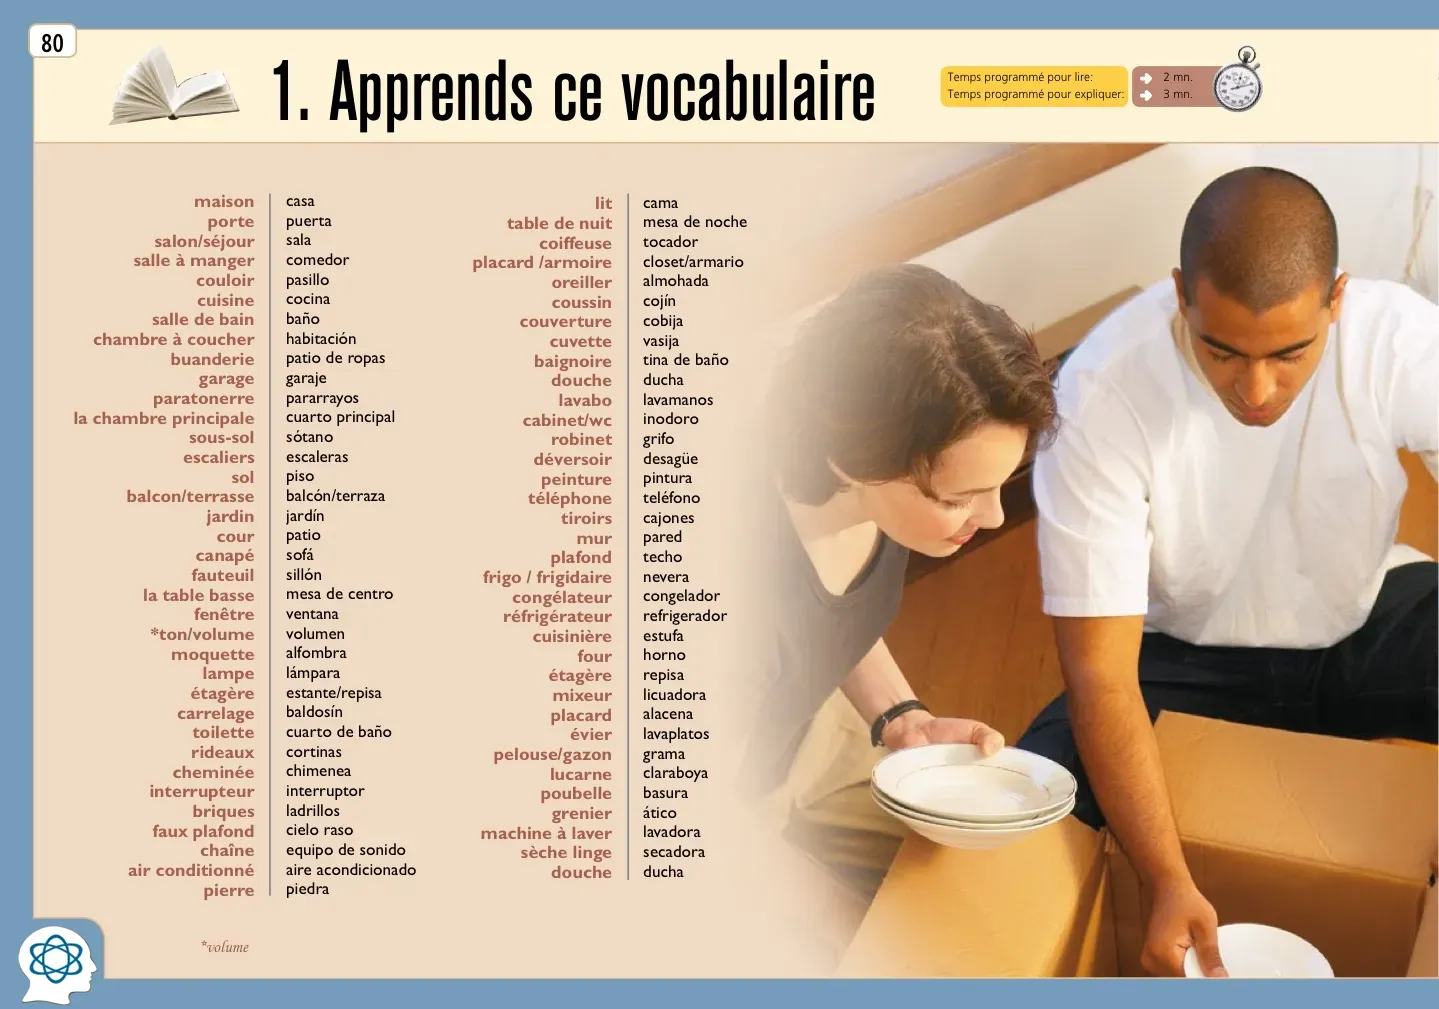 80
1. Apprends ce vocabulaire
Temps programmé pour lire: 2 mn.
Temps programmé pour expliquer: 3 mn.
maison casa
porte puerta
salon/séjour sala
salle à manger comedor
couloir pasillo
cuisine cocina
salle de bain baño
chambre à coucher habitación
buanderie patio de ropas
garage garaje
paratonerre pararrayos
la chambre principale cuarto principal
sous-sol sótano
escaliers escaleras
sol piso
balcon/terrasse balcón/terraza
jardin jardín
cour patio
canapé sofá
fauteuil sillón
la table basse mesa de centro
fenêtre ventana
*ton/volume volumen
moquette alfombra
lampe lámpara
étagère estante/repisa
carrelage baldosín
toilette cuarto de baño
rideaux cortinas
cheminée chimenea
interrupteur interruptor
briques ladrillos
faux plafond cielo raso
chaîne equipo de sonido
air conditionné aire acondicionado
pierre piedra
*volume
lit cama
table de nuit mesa de noche
coiffeuse tocador
placard /armoire closet/armario
oreiller almohada
coussin cojín
couverture cobija
cuvette vasija
baignoire tina de baño
douche ducha
lavabo lavamanos
cabinet/wc inodoro
robinet grifo
déversoir desagüe
peinture pintura
téléphone teléfono
tiroirs cajones
mur pared
plafond techo
frigo / frigidaire nevera
congélateur congelador
réfrigérateur refrigerador
cuisinière estufa
four horno
étagère repisa
mixeur licuadora
placard alacena
évier lavaplatos
pelouse/gazon grama
lucarne claraboya
poubelle basura
grenier ático
machine à laver lavadora
sèche linge secadora
douche ducha